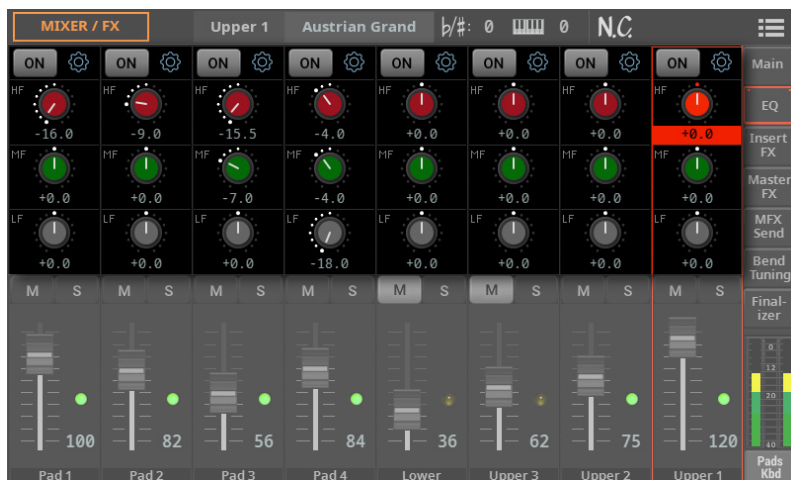 MIXER / FX Upper 1 Austrian Grand ♭/#: 0 0 N.C.
ON ON ON ON ON ON ON ON Main
HF HF HF HF HF HF HF HF EQ
-16.0 -9.0 -15.5 -4.0 +0.0 +0.0 +0.0 +0.0
Insert
FX
MF MF MF MF MF MF MF MF
+0.0 +0.0 -7.0 -4.0 +0.0 +0.0 +0.0 +0.0
Master
FX
LF LF LF LF LF LF LF LF
+0.0 +0.0 +0.0 -18.0 +0.0 +0.0 +0.0 +0.0
MFX
Send
Bend
Tuning
M S M S M S M S M S M S M S M S
Final-
izer
0
12
20
40
100 82 56 84 36 62 75 120
Pad 1 Pad 2 Pad 3 Pad 4 Lower Upper 3 Upper 2 Upper 1
Pads
Kbd